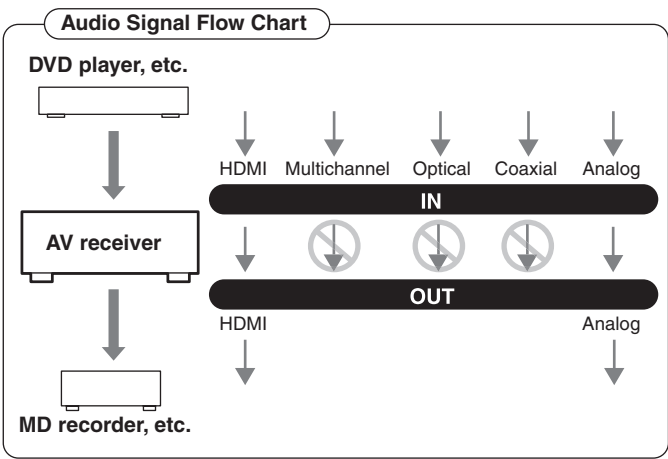 Audio Signal Flow Chart
DVD player, etc.
HDMI Multichannel Optical Coaxial Analog
IN
AV receiver
OUT
HDMI Analog
MD recorder, etc.